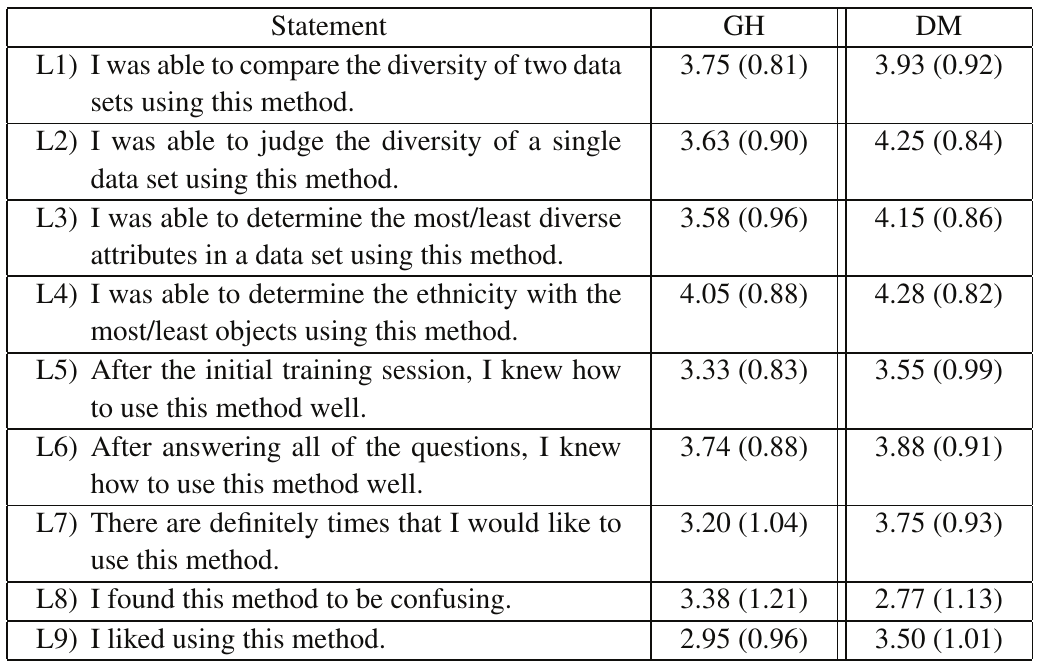 Statement GH DM
L1) I was able to compare the diversity of two data 3.75 (0.81) 3.93 (0.92)
sets using this method.
L2) I was able to judge the diversity of a single 3.63 (0.90) 4.25 (0.84)
data set using this method.
L3) I was able to determine the most/least diverse 3.58 (0.96) 4.15 (0.86)
attributes in a data set using this method.
L4) I was able to determine the ethnicity with the 4.05 (0.88) 4.28 (0.82)
most/least objects using this method.
L5) After the initial training session, I knew how 3.33 (0.83) 3.55 (0.99)
to use this method well.
L6) After answering all of the questions, I knew 3.74 (0.88) 3.88 (0.91)
how to use this method well.
L7) There are definitely times that I would like to 3.20 (1.04) 3.75 (0.93)
use this method.
L8) I found this method to be confusing. 3.38 (1.21) 2.77 (1.13)
L9) I liked using this method. 2.95 (0.96) 3.50 (1.01)